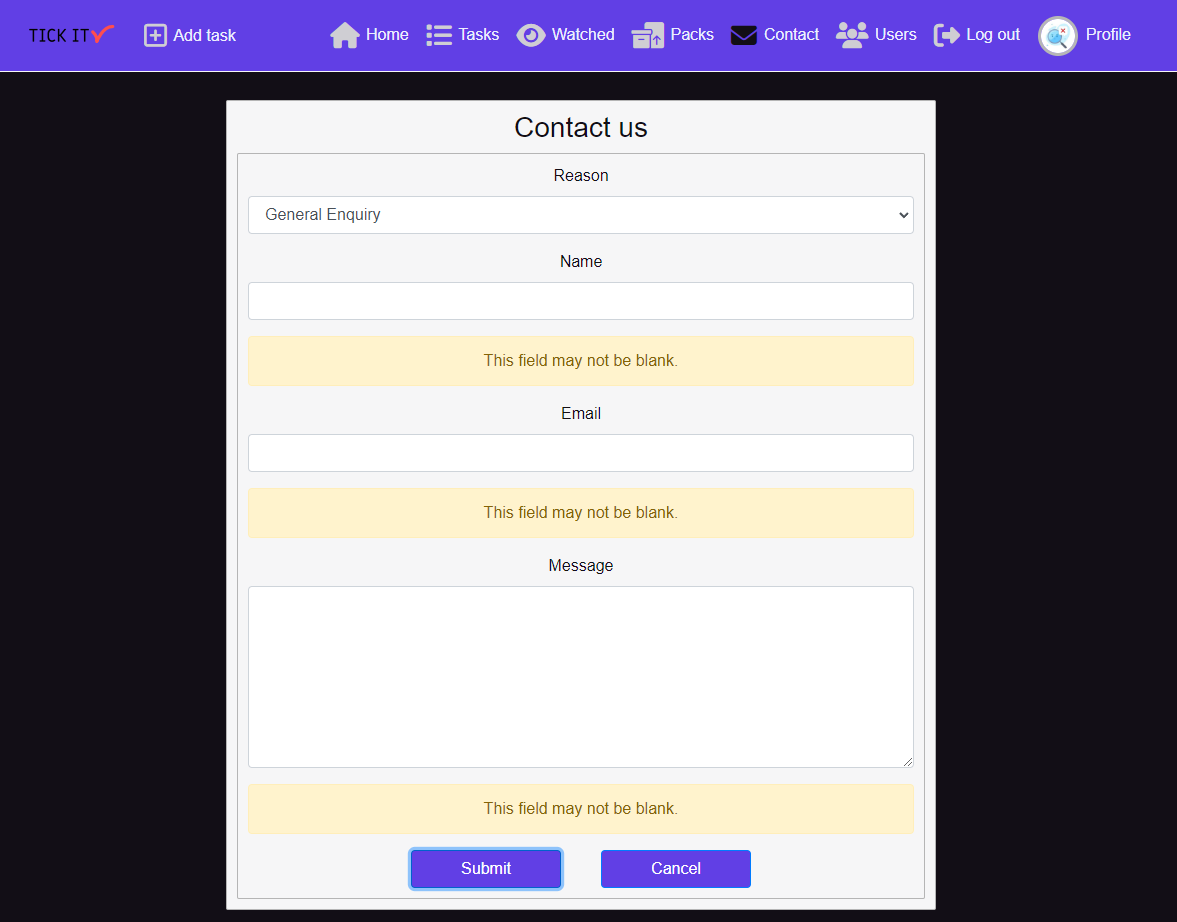 TICK IT Add task Home Tasks Watched Packs Contact Users Log out Profile
Contact us
Reason
General Enquiry
Name
This field may not be blank.
Email
This field may not be blank.
Message
This field may not be blank.
Submit Cancel